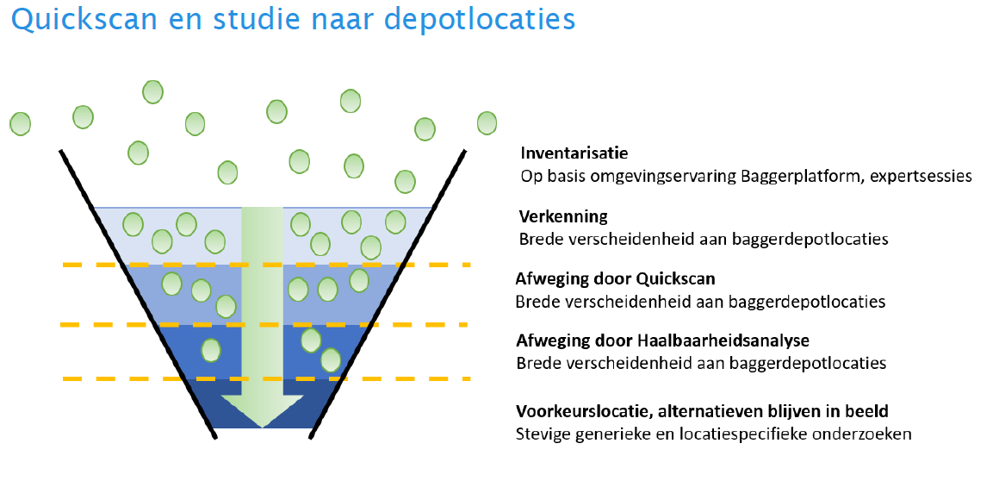 Quickscan en studie naar depotlocaties
Inventarisatie
Op basis omgevingservaring Baggerplatform, expertsessies
Verkenning
Brede verscheidenheid aan baggerdepotlocaties
Afweging door Quickscan
Brede verscheidenheid aan baggerdepotlocaties
Afweging door Haalbaarheidsanalyse
Brede verscheidenheid aan baggerdepotlocaties
Voorkeurslocatie, alternatieven blijven in beeld
Stevige generieke en locatiespecifieke onderzoeken